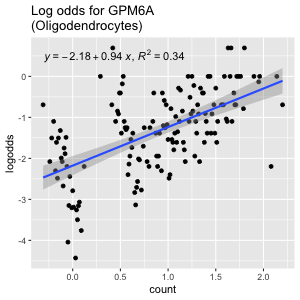 Log odds for GPM6A
(Oligodendrocytes)
y = −2.18 + 0.94 x, R² = 0.34
0
-1
-2
-3
-4
logodds
0.0 0.5 1.0 1.5 2.0
count